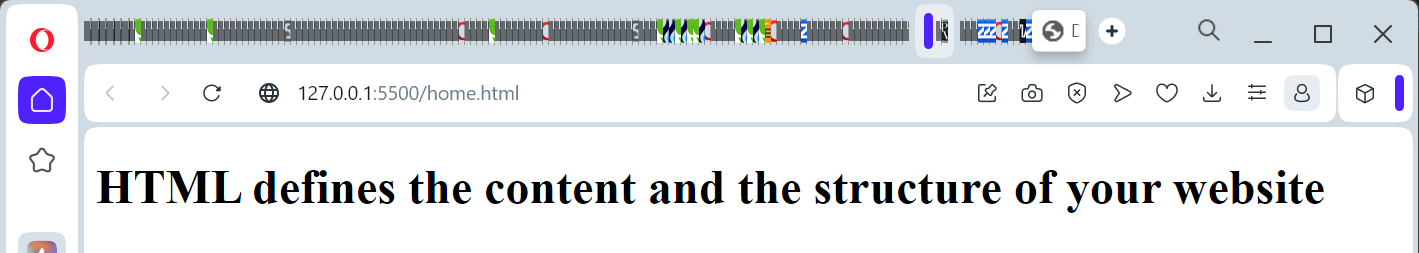 127.0.0.1:5500/home.html
HTML defines the content and the structure of your website